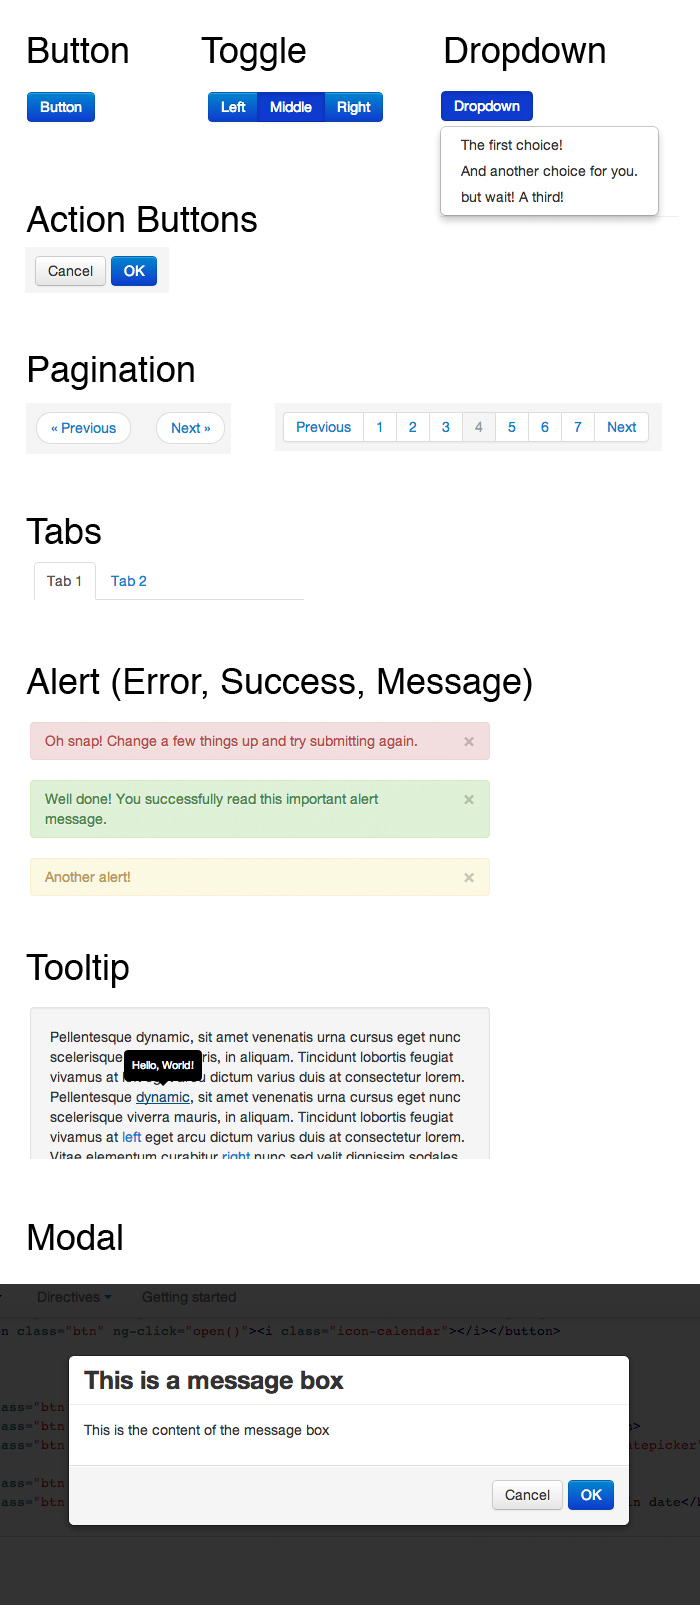 Button Toggle Dropdown
Button Left Middle Right Dropdown
The first choice!
And another choice for you.
but wait! A third!
Action Buttons
Cancel OK
Pagination
« Previous Next » Previous 1 2 3 4 5 6 7 Next
Tabs
Tab 1 Tab 2
Alert (Error, Success, Message)
Oh snap! Change a few things up and try submitting again. ×
Well done! You successfully read this important alert ×
message.
Another alert! ×
Tooltip
Pellentesque dynamic, sit amet venenatis urna cursus eget nunc
scelerisque ris, in aliquam. Tincidunt lobortis feugiat
Hello, World!
vivamus at dictum varius duis at consectetur lorem.
Pellentesque dynamic, sit amet venenatis urna cursus eget nunc
scelerisque viverra mauris, in aliquam. Tincidunt lobortis feugiat
vivamus at left eget arcu dictum varius duis at consectetur lorem.
Vitae elementum curabitur right nunc sed velit dignissim sodales
Modal
Directives Getting started
n class="btn" ng-click="open()"><i class="icon-calendar"></i></button>
This is a message box
This is the content of the message box
ass="btn
ass="btn >
ass="btn atepicker"
ass="btn
ass="btn n date</b
Cancel OK